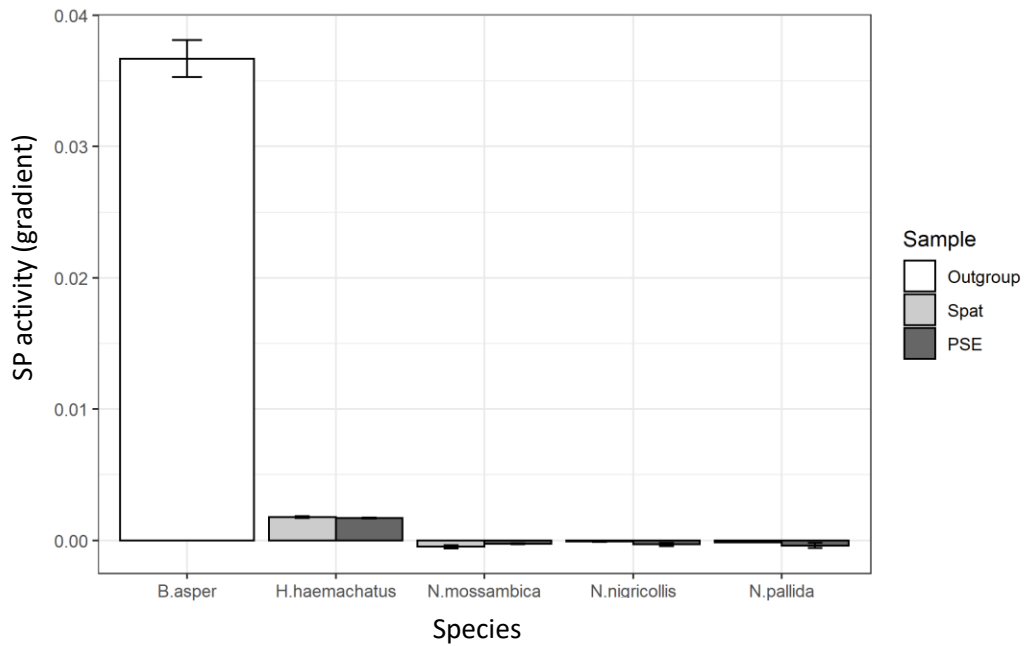 0.04
0.03
0.02
0.01
0.00
SP activity (gradient)
B.asper
H.haemachatus
N.mossambica
N.nigricollis
N.pallida
Species
Sample
Outgroup
Spat
PSE